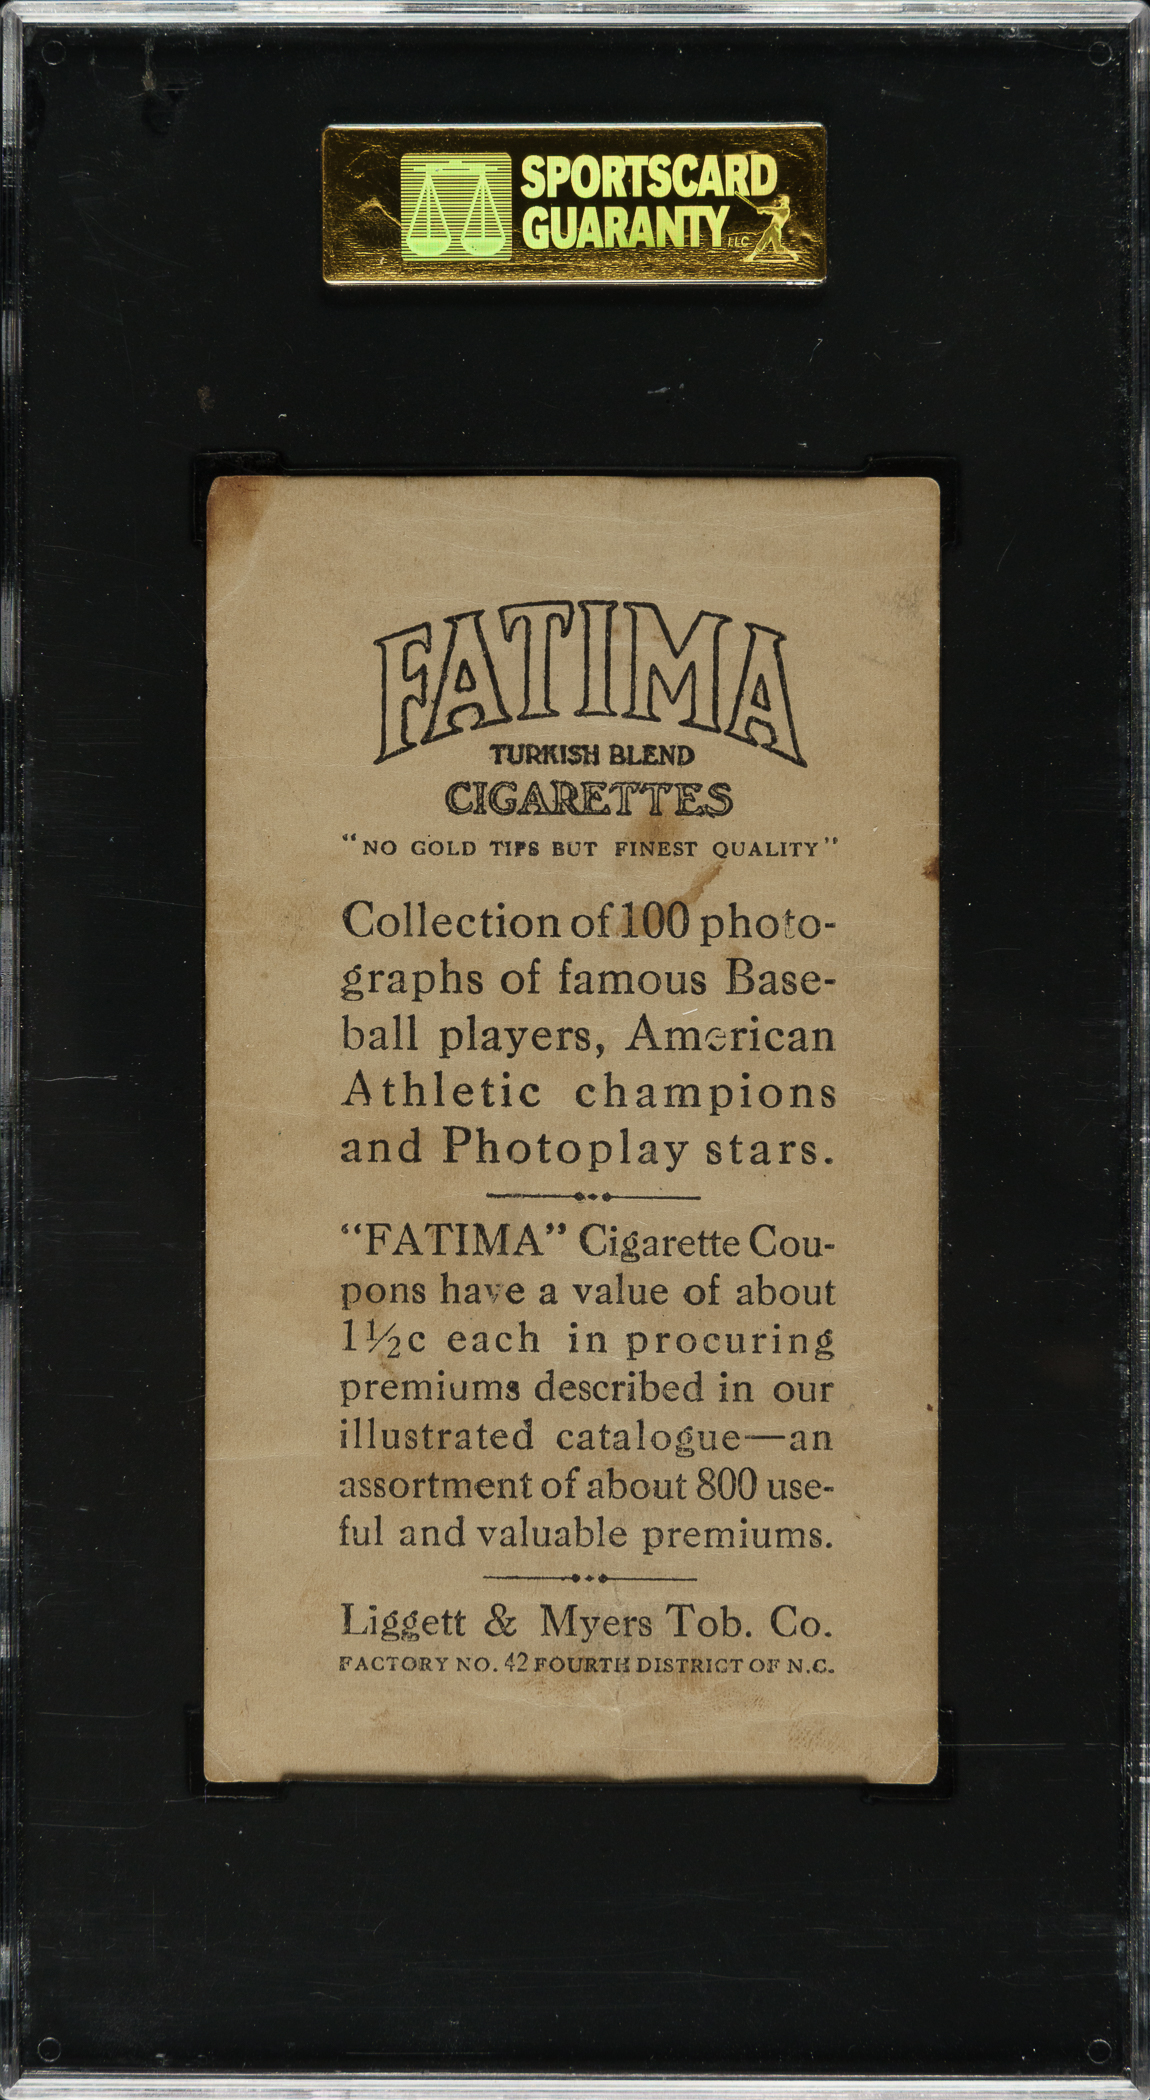 SPORTSCARD
GUARANTY LLC
FATIMA
TURKISH BLEND
CIGARETTES
“NO GOLD TIPS BUT FINEST QUALITY”
Collection of 100 photo-
graphs of famous Base-
ball players, American
Athletic champions
and Photoplay stars.
“FATIMA” Cigarette Cou-
pons have a value of about
1½c each in procuring
premiums described in our
illustrated catalogue—an
assortment of about 800 use-
ful and valuable premiums.
Liggett & Myers Tob. Co.
FACTORY NO. 42 FOURTH DISTRICT OF N.C.